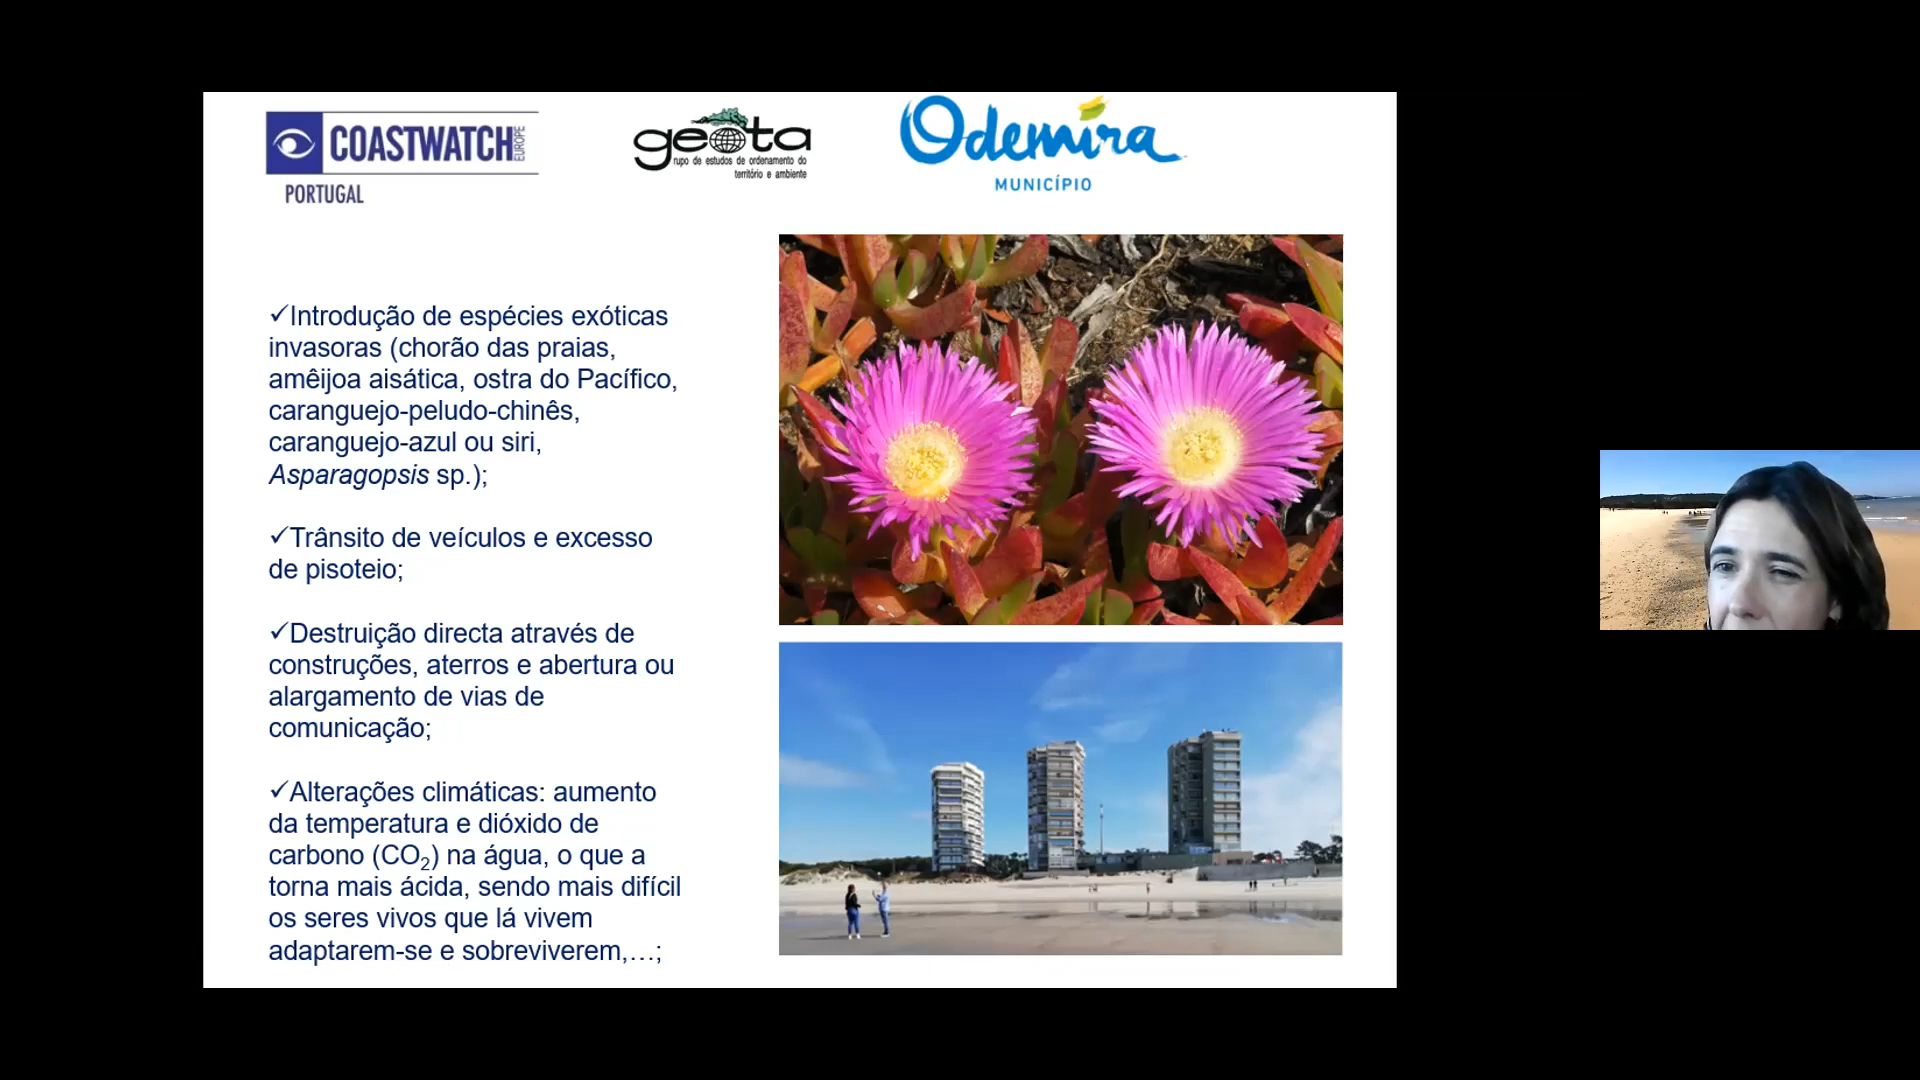 COASTWATCH EUROPE
PORTUGAL
geota
rupo de estudos de ordenamento do
território e ambiente
Odemira
MUNICÍPIO
✓Introdução de espécies exóticas
invasoras (chorão das praias,
amêijoa aisática, ostra do Pacífico,
caranguejo-peludo-chinês,
caranguejo-azul ou siri,
Asparagopsis sp.);
✓Trânsito de veículos e excesso
de pisoteio;
✓Destruição directa através de
construções, aterros e abertura ou
alargamento de vias de
comunicação;
✓Alterações climáticas: aumento
da temperatura e dióxido de
carbono (CO₂) na água, o que a
torna mais ácida, sendo mais difícil
os seres vivos que lá vivem
adaptarem-se e sobreviverem,…;